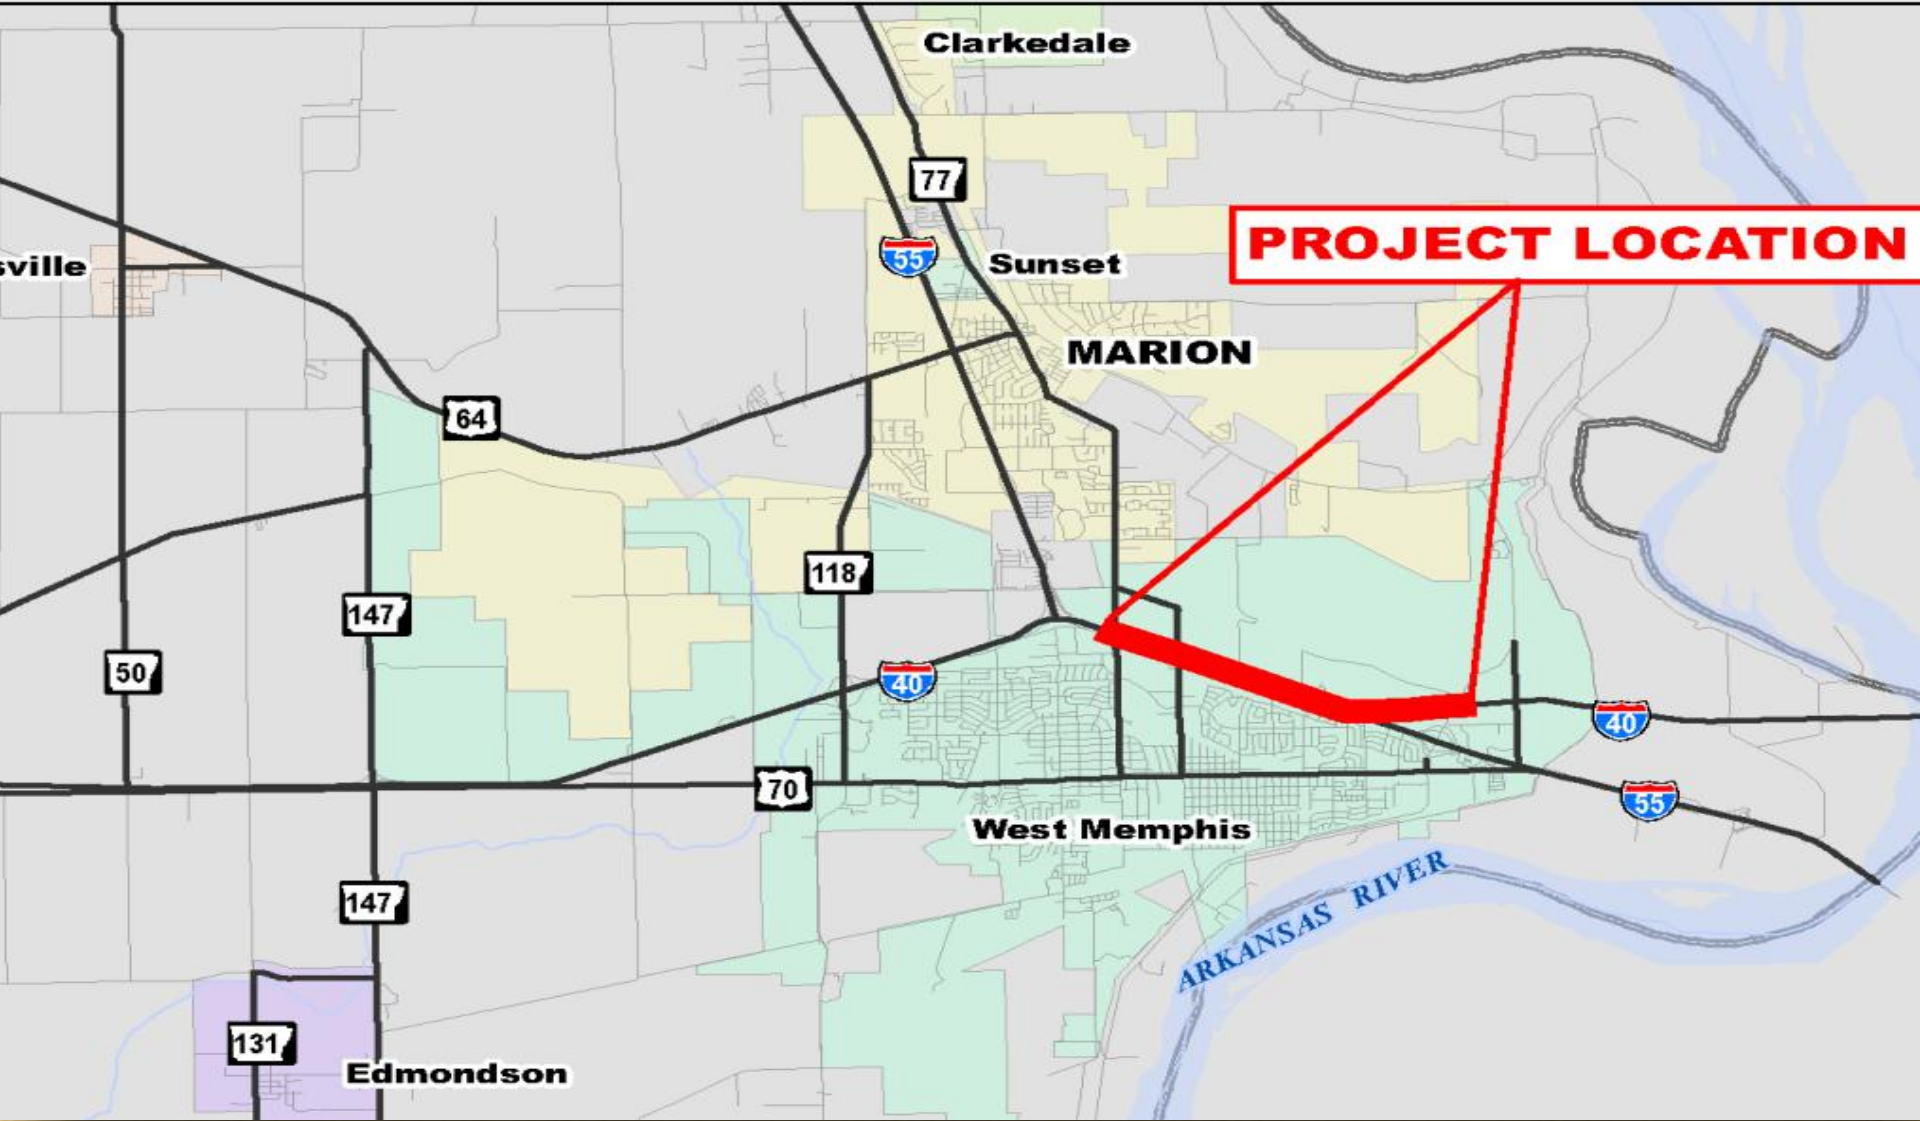 Clarkedale
77
PROJECT LOCATION
55
Sunset
sville
MARION
64
118
147
50
40
40
70
55
West Memphis
ARKANSAS RIVER
147
131
Edmondson